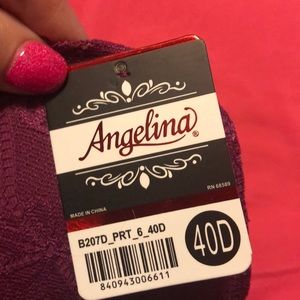 Angelina®
MADE IN CHINA
RN 68589
B207D_PRT_6_40D
40D
840943006611